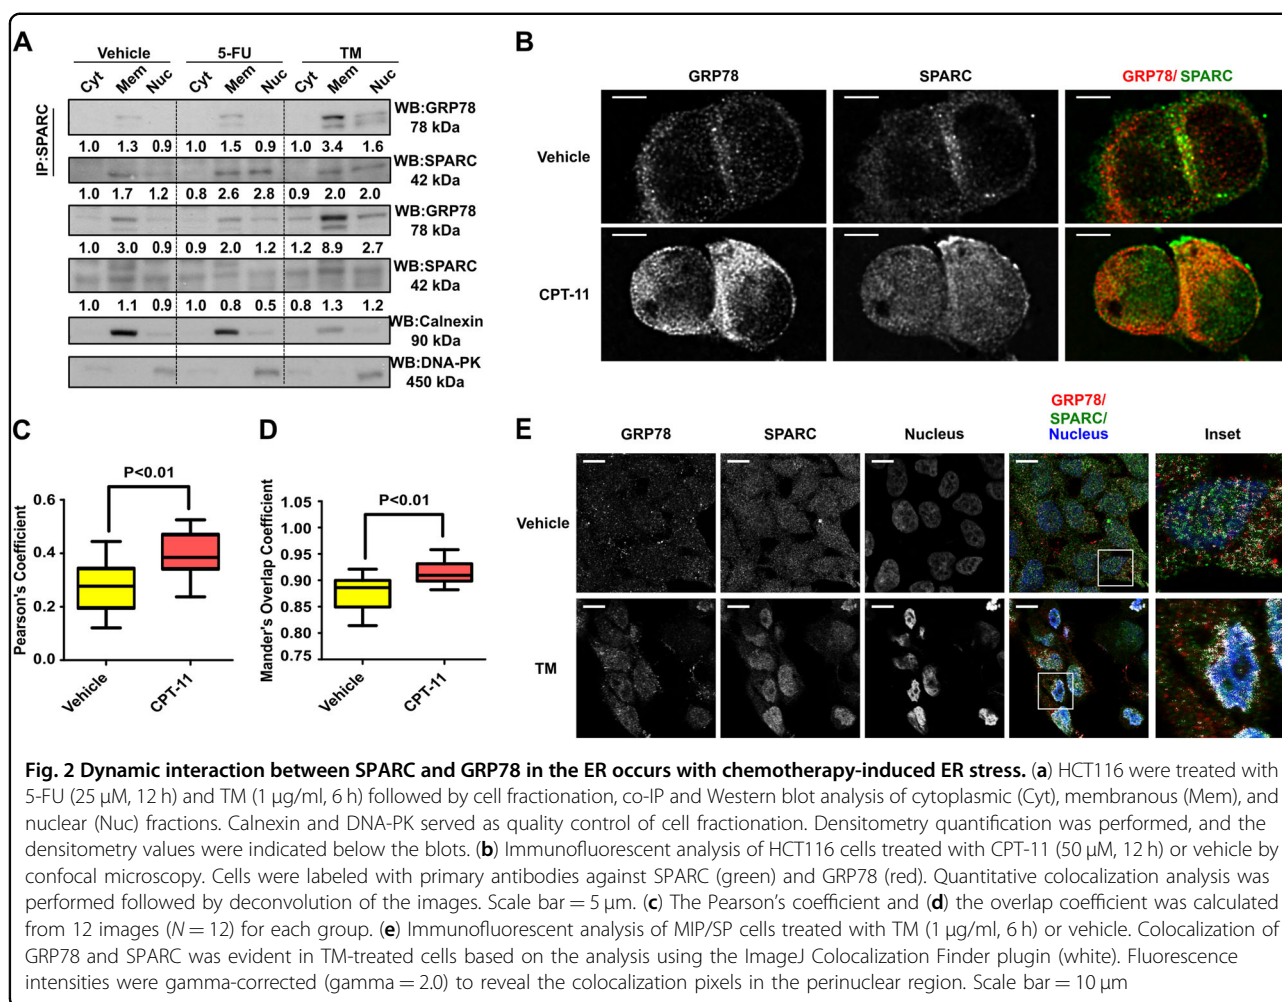 A
Vehicle 5-FU TM
Cyt Mem Nuc Cyt Mem Nuc Cyt Mem Nuc
IP:SPARC
WB:GRP78
78 kDa
1.0 1.3 0.9 1.0 1.5 0.9 1.0 3.4 1.6
WB:SPARC
42 kDa
1.0 1.7 1.2 0.8 2.6 2.8 0.9 2.0 2.0
WB:GRP78
78 kDa
1.0 3.0 0.9 0.9 2.0 1.2 1.2 8.9 2.7
WB:SPARC
42 kDa
1.0 1.1 0.9 1.0 0.8 0.5 0.8 1.3 1.2
WB:Calnexin
90 kDa
WB:DNA-PK
450 kDa
B
GRP78 SPARC GRP78/ SPARC
Vehicle
CPT-11
C
P<0.01
Pearson's Coefficient
0.6
0.4
0.2
0.0
Vehicle CPT-11
D
P<0.01
Mander's Overlap Coefficient
1.05
1.00
0.95
0.90
0.85
0.80
0.75
Vehicle CPT-11
E
GRP78 SPARC Nucleus GRP78/
SPARC/
Nucleus
Inset
Vehicle
TM
Fig. 2 Dynamic interaction between SPARC and GRP78 in the ER occurs with chemotherapy-induced ER stress. (a) HCT116 were treated with
5-FU (25 μM, 12 h) and TM (1 μg/ml, 6 h) followed by cell fractionation, co-IP and Western blot analysis of cytoplasmic (Cyt), membranous (Mem), and
nuclear (Nuc) fractions. Calnexin and DNA-PK served as quality control of cell fractionation. Densitometry quantification was performed, and the
densitometry values were indicated below the blots. (b) Immunofluorescent analysis of HCT116 cells treated with CPT-11 (50 μM, 12 h) or vehicle by
confocal microscopy. Cells were labeled with primary antibodies against SPARC (green) and GRP78 (red). Quantitative colocalization analysis was
performed followed by deconvolution of the images. Scale bar = 5 μm. (c) The Pearson's coefficient and (d) the overlap coefficient was calculated
from 12 images (N = 12) for each group. (e) Immunofluorescent analysis of MIP/SP cells treated with TM (1 μg/ml, 6 h) or vehicle. Colocalization of
GRP78 and SPARC was evident in TM-treated cells based on the analysis using the ImageJ Colocalization Finder plugin (white). Fluorescence
intensities were gamma-corrected (gamma = 2.0) to reveal the colocalization pixels in the perinuclear region. Scale bar = 10 μm